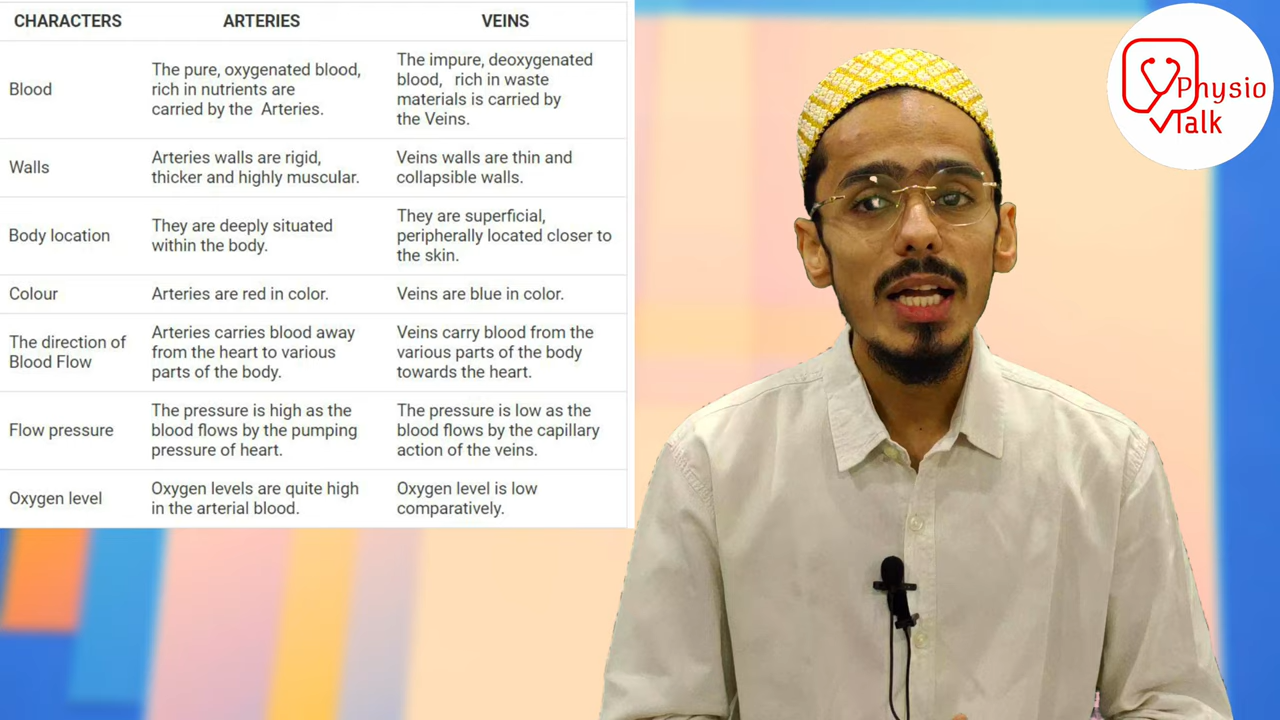 CHARACTERS ARTERIES VEINS
Blood
The pure, oxygenated blood,
rich in nutrients are
carried by the Arteries.
The impure, deoxygenated
blood, rich in waste
materials is carried by
the Veins.
Walls
Arteries walls are rigid,
thicker and highly muscular.
Veins walls are thin and
collapsible walls.
Body location
They are deeply situated
within the body.
They are superficial,
peripherally located closer to
the skin.
Colour
Arteries are red in color.
Veins are blue in color.
The direction of
Blood Flow
Arteries carries blood away
from the heart to various
parts of the body.
Veins carry blood from the
various parts of the body
towards the heart.
Flow pressure
The pressure is high as the
blood flows by the pumping
pressure of heart.
The pressure is low as the
blood flows by the capillary
action of the veins.
Oxygen level
Oxygen levels are quite high
in the arterial blood.
Oxygen level is low
comparatively.
Physio
Talk